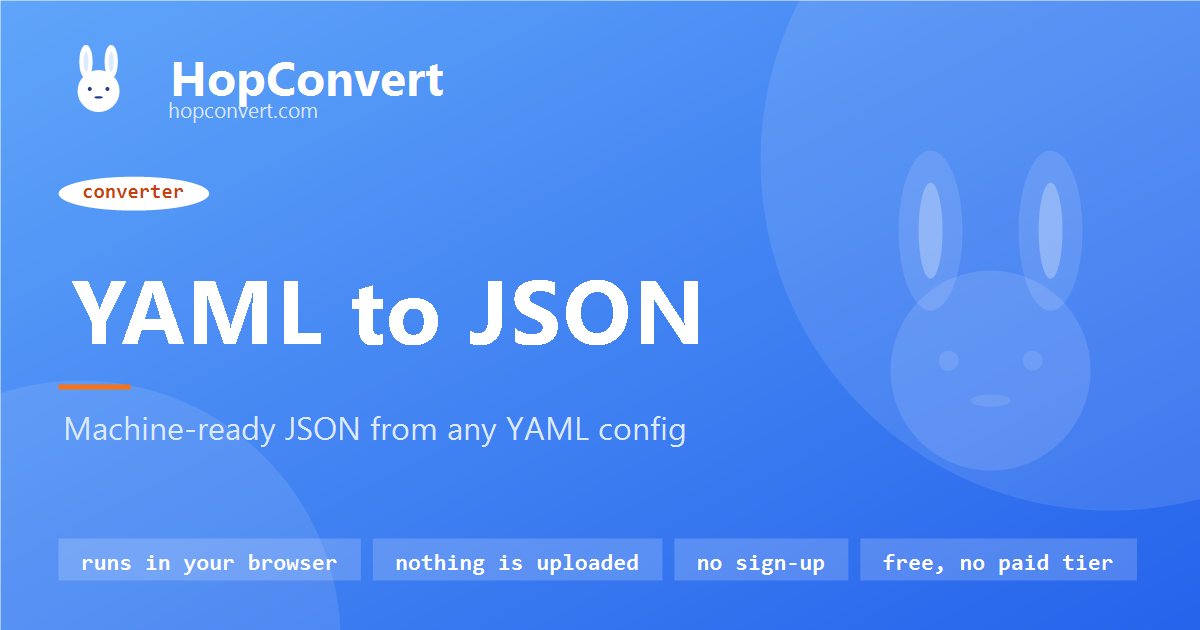 HopConvert
hopconvert.com
converter
YAML to JSON
Machine-ready JSON from any YAML config
runs in your browser
nothing is uploaded
no sign-up
free, no paid tier